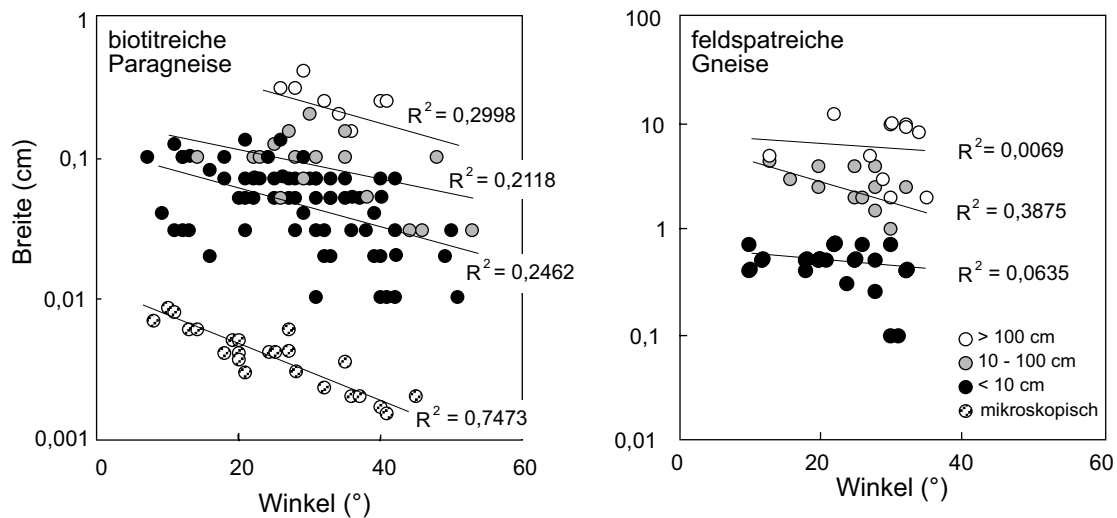 biotitreiche
Paragneise
Breite (cm)
1
0,1
0,01
0,001
R² = 0,2998
R² = 0,2118
R² = 0,2462
R² = 0,7473
0
20
40
60
Winkel (°)
feldspatreiche
Gneise
100
10
1
0,1
0,01
R² = 0,0069
R² = 0,3875
R² = 0,0635
> 100 cm
10 - 100 cm
< 10 cm
mikroskopisch
0
20
40
60
Winkel (°)